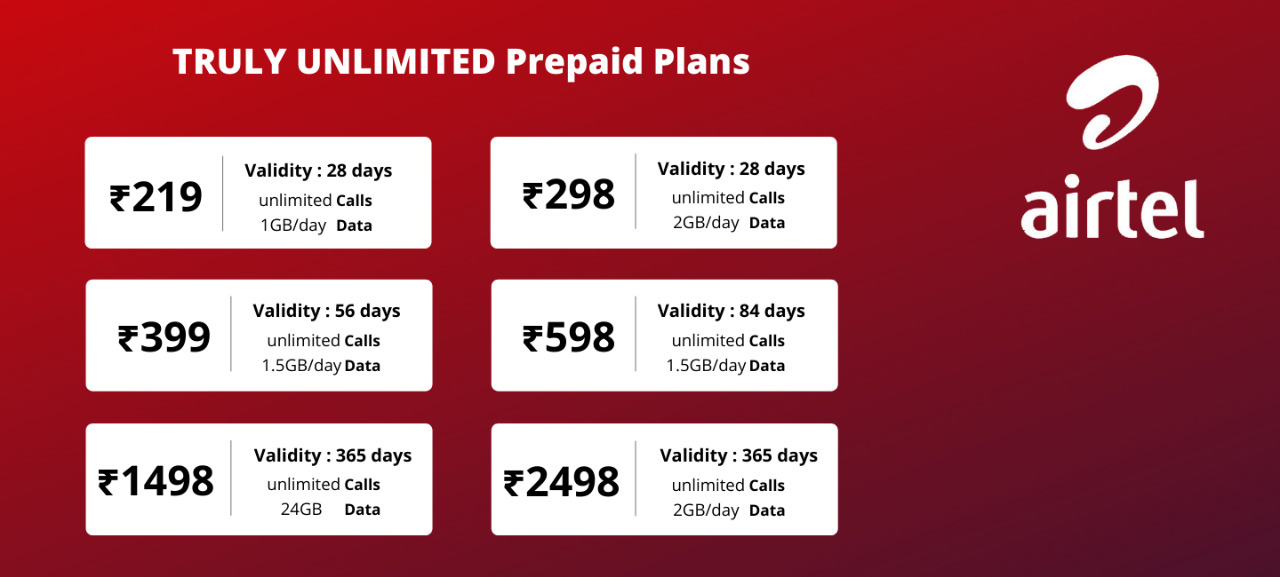 TRULY UNLIMITED Prepaid Plans
airtel
₹219
Validity : 28 days
unlimited Calls
1GB/day Data
₹298
Validity : 28 days
unlimited Calls
2GB/day Data
₹399
Validity : 56 days
unlimited Calls
1.5GB/day Data
₹598
Validity : 84 days
unlimited Calls
1.5GB/day Data
₹1498
Validity : 365 days
unlimited Calls
24GB Data
₹2498
Validity : 365 days
unlimited Calls
2GB/day Data